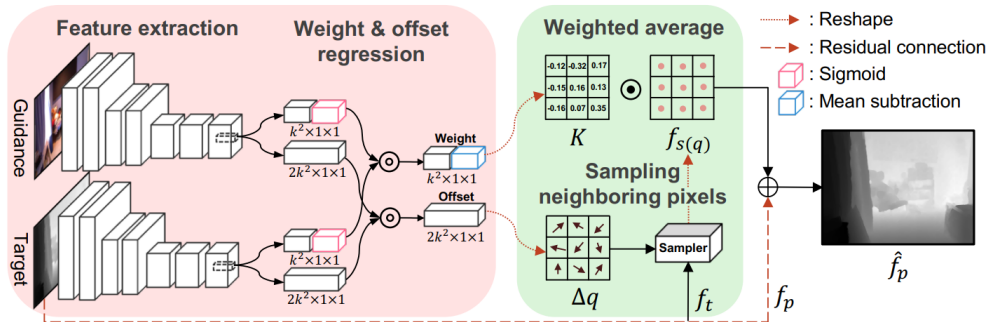 Feature extraction
Weight & offset
regression
Weighted average
: Reshape
: Residual connection
: Sigmoid
: Mean subtraction
Guidance
Target
k²×1×1
2k²×1×1
k²×1×1
2k²×1×1
Weight
k²×1×1
Offset
2k²×1×1
-0.12 -0.32 0.17
-0.15 0.16 0.13
-0.16 0.07 0.35
K
f_{s(q)}
Sampling
neighboring pixels
Sampler
Δq
f_t
f_p
f̂_p